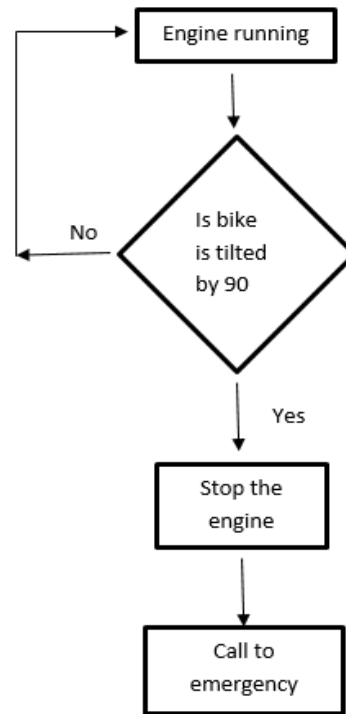 Engine running
Is bike
is tilted
by 90
No
Yes
Stop the
engine
Call to
emergency